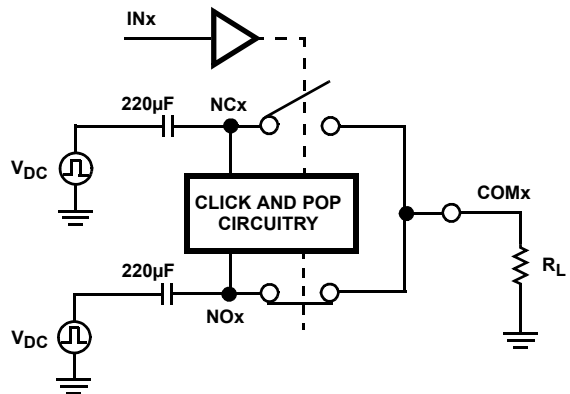 INx
220µF
NCx
VDC
CLICK AND POP
CIRCUITRY
COMx
220µF
RL
NOx
VDC